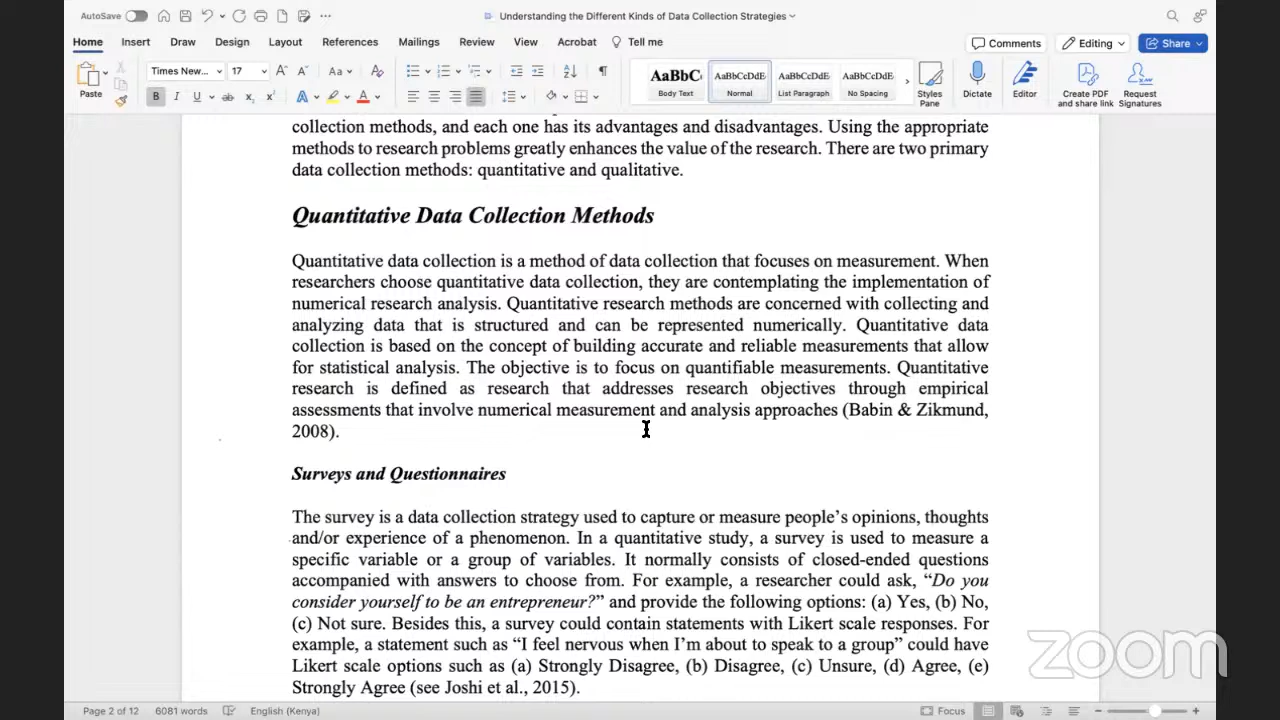 AutoSave
Understanding the Different Kinds of Data Collection Strategies
Home Insert Draw Design Layout References Mailings Review View Acrobat Tell me
Comments Editing Share
Paste
Times New... 17
AaBbC AaBbCcDdE AaBbCcDdE AaBbCcDdE
Body Text Normal List Paragraph No Spacing
Styles Pane
Dictate
Editor
Create PDF and share link
Request Signatures
collection methods, and each one has its advantages and disadvantages. Using the appropriate
methods to research problems greatly enhances the value of the research. There are two primary
data collection methods: quantitative and qualitative.
Quantitative Data Collection Methods
Quantitative data collection is a method of data collection that focuses on measurement. When
researchers choose quantitative data collection, they are contemplating the implementation of
numerical research analysis. Quantitative research methods are concerned with collecting and
analyzing data that is structured and can be represented numerically. Quantitative data
collection is based on the concept of building accurate and reliable measurements that allow
for statistical analysis. The objective is to focus on quantifiable measurements. Quantitative
research is defined as research that addresses research objectives through empirical
assessments that involve numerical measurement and analysis approaches (Babin & Zikmund,
2008).
Surveys and Questionnaires
The survey is a data collection strategy used to capture or measure people’s opinions, thoughts
and/or experience of a phenomenon. In a quantitative study, a survey is used to measure a
specific variable or a group of variables. It normally consists of closed-ended questions
accompanied with answers to choose from. For example, a researcher could ask, “Do you
consider yourself to be an entrepreneur?” and provide the following options: (a) Yes, (b) No,
(c) Not sure. Besides this, a survey could contain statements with Likert scale responses. For
example, a statement such as “I feel nervous when I’m about to speak to a group” could have
Likert scale options such as (a) Strongly Disagree, (b) Disagree, (c) Unsure, (d) Agree, (e)
Strongly Agree (see Joshi et al., 2015).
zoom
Page 2 of 12 6081 words English (Kenya) Focus